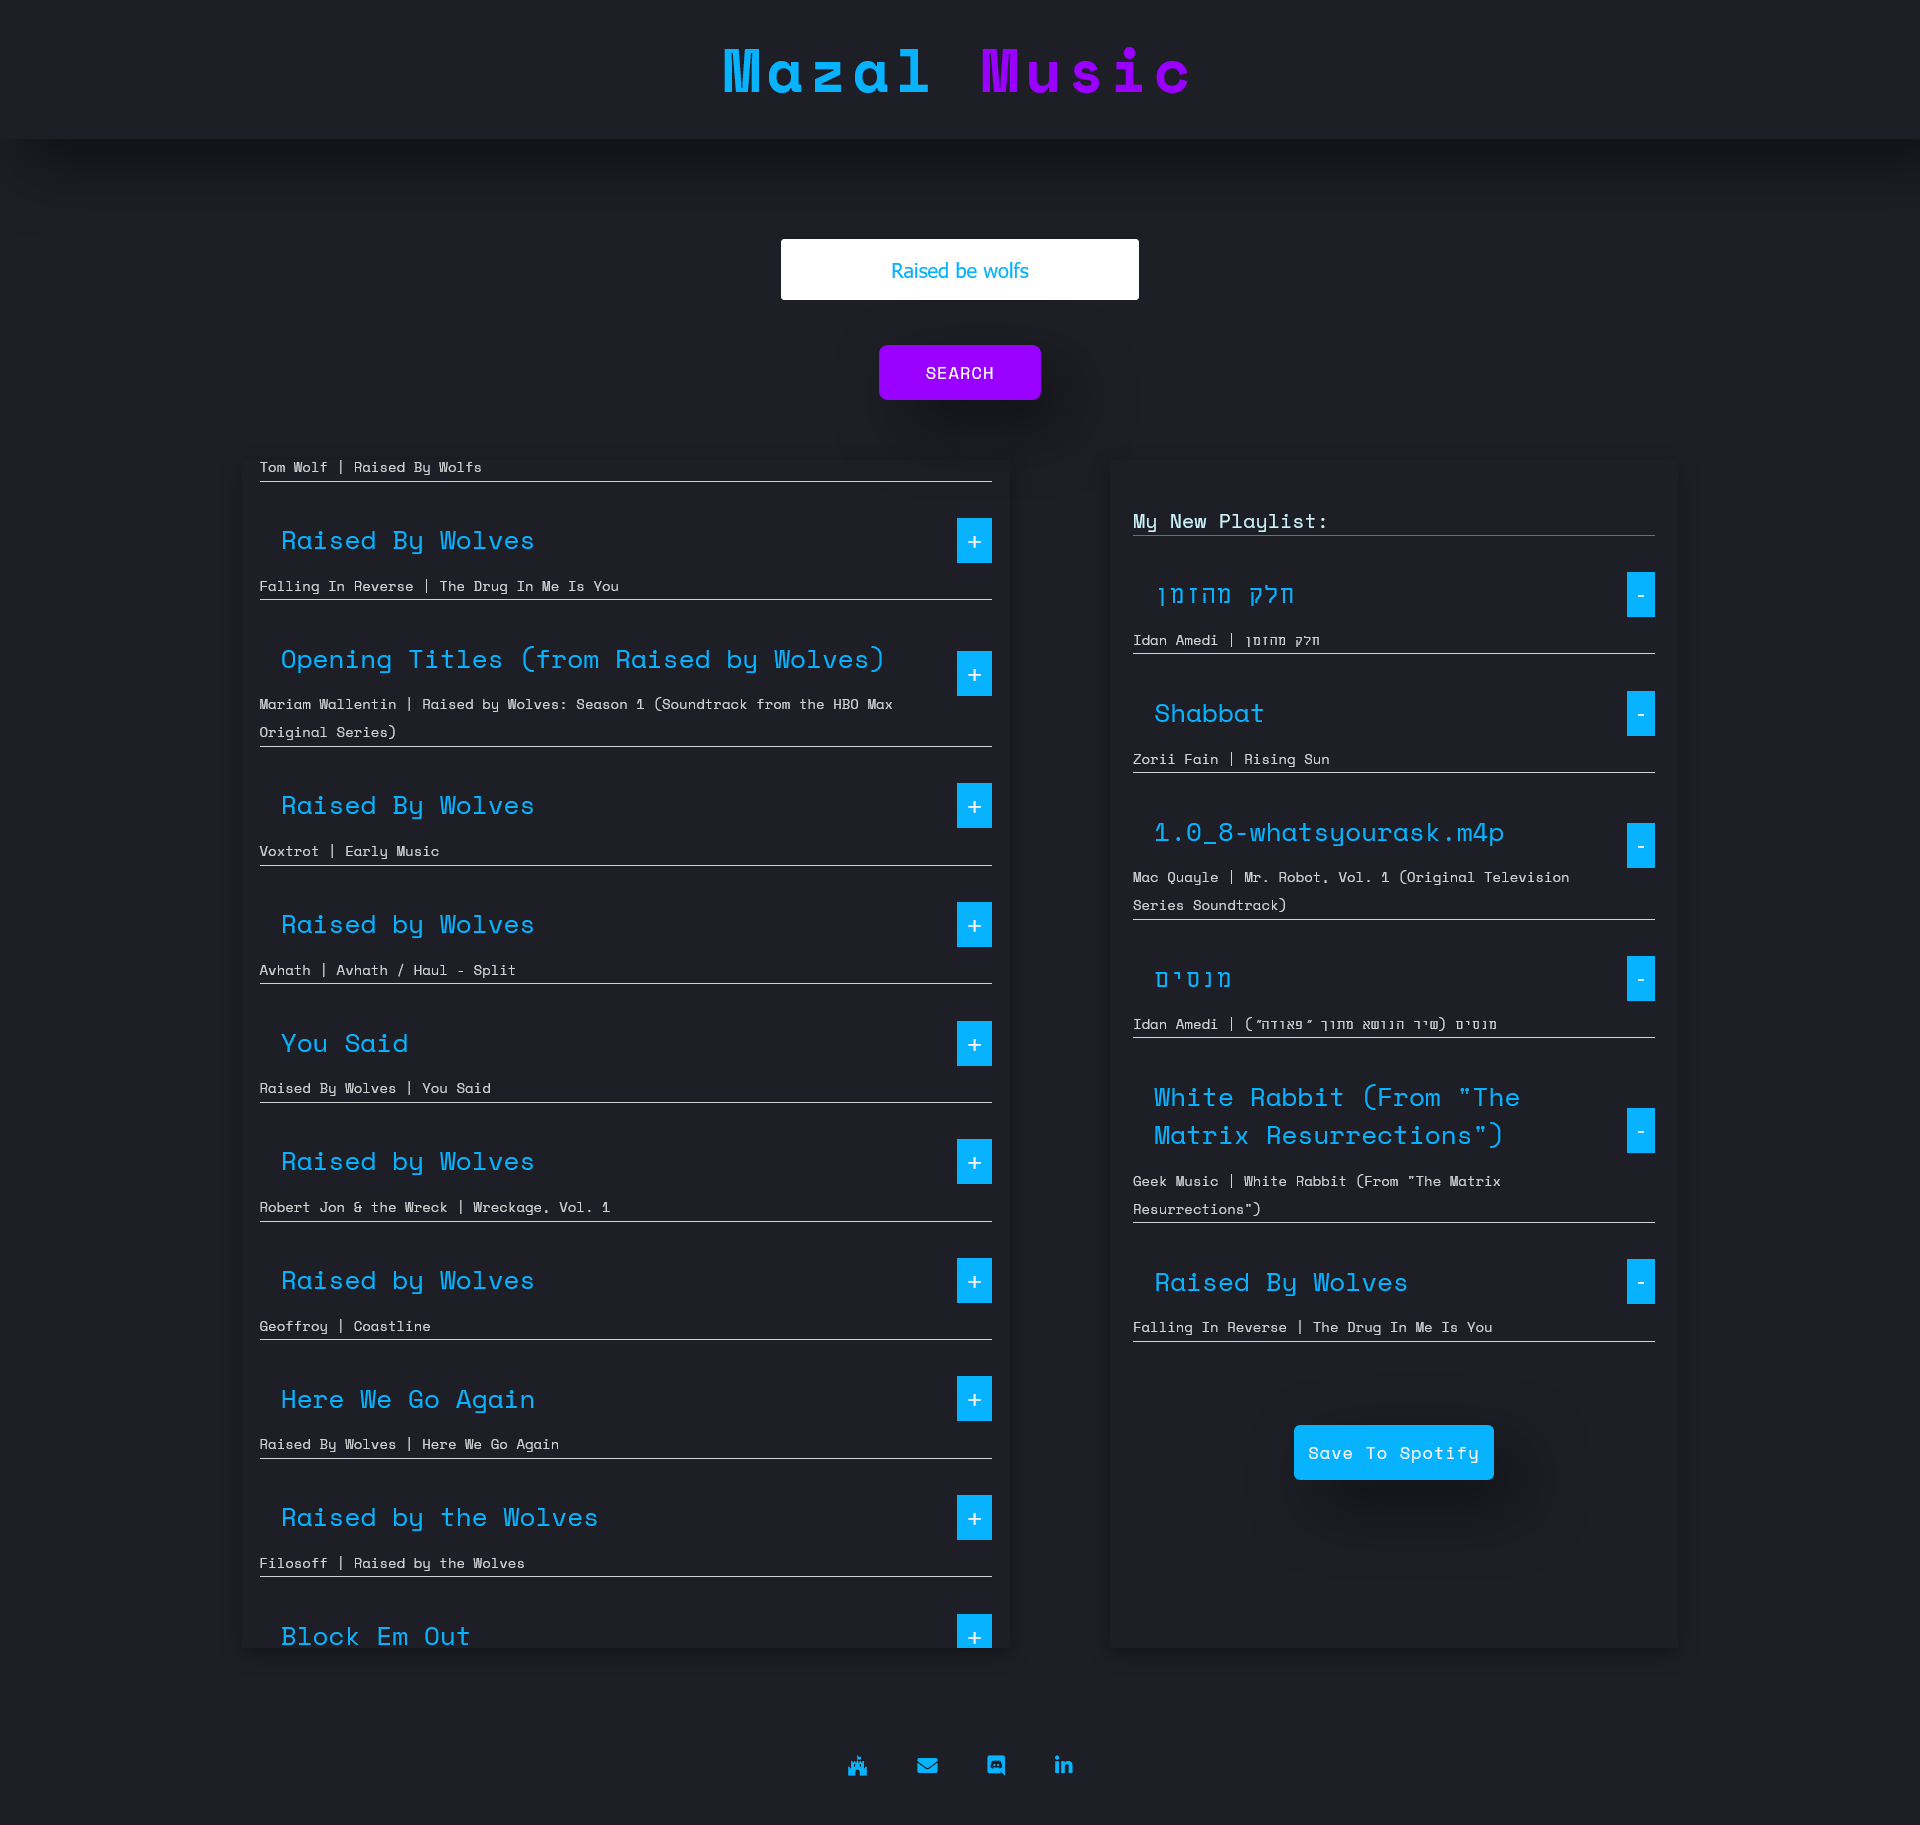 Mazal Music
Raised be wolfs
SEARCH
Tom Wolf | Raised By Wolfs
Raised By Wolves
+
Falling In Reverse | The Drug In Me Is You
Opening Titles (from Raised by Wolves)
+
Mariam Wallentin | Raised by Wolves: Season 1 (Soundtrack from the HBO Max
Original Series)
Raised By Wolves
+
Voxtrot | Early Music
Raised by Wolves
+
Avhath | Avhath / Haul - Split
You Said
+
Raised By Wolves | You Said
Raised by Wolves
+
Robert Jon & the Wreck | Wreckage, Vol. 1
Raised by Wolves
+
Geoffroy | Coastline
Here We Go Again
+
Raised By Wolves | Here We Go Again
Raised by the Wolves
+
Filosoff | Raised by the Wolves
Block Em Out
+
My New Playlist:
חלק מהזמן
-
Idan Amedi | חלק מהזמן
Shabbat
-
Zorii Fain | Rising Sun
1.0_8-whatsyourask.m4p
-
Mac Quayle | Mr. Robot, Vol. 1 (Original Television
Series Soundtrack)
מנסים
-
Idan Amedi | מנסים (שיר הנושא מתוך ״פאודה״)
White Rabbit (From "The
Matrix Resurrections")
-
Geek Music | White Rabbit (From "The Matrix
Resurrections")
Raised By Wolves
-
Falling In Reverse | The Drug In Me Is You
Save To Spotify